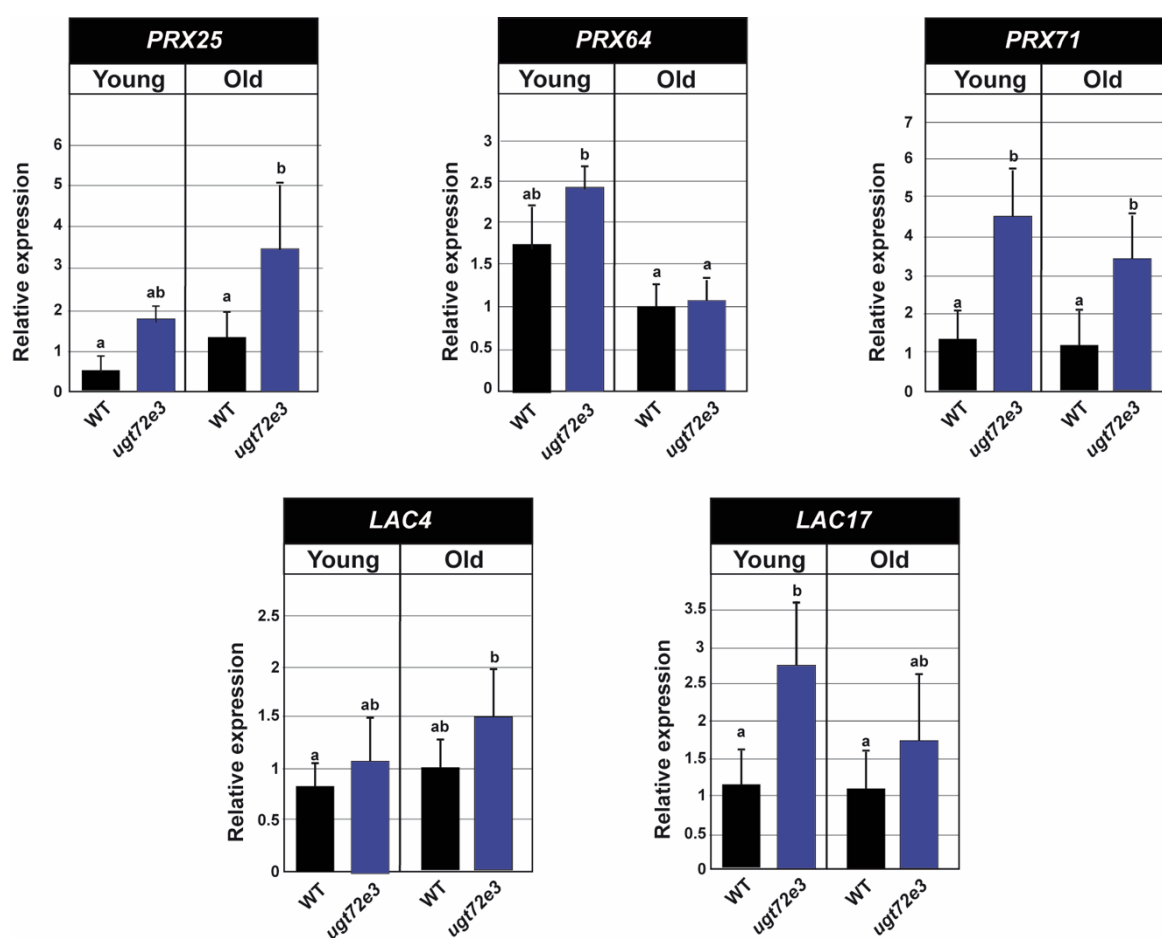 PRX25
Young Old
Relative expression
6
5
4
3
2
1
0
a
ab
a
b
WT
ugt72e3
WT
ugt72e3
PRX64
Young Old
Relative expression
3
2.5
2
1.5
1
0.5
0
ab
b
a
a
WT
ugt72e3
WT
ugt72e3
PRX71
Young Old
Relative expression
7
6
5
4
3
2
1
0
a
b
a
b
WT
ugt72e3
WT
ugt72e3
LAC4
Young Old
Relative expression
2.5
2
1.5
1
0.5
0
a
ab
ab
b
WT
ugt72e3
WT
ugt72e3
LAC17
Young Old
Relative expression
3.5
3
2.5
2
1.5
1
0.5
0
a
b
a
ab
WT
ugt72e3
WT
ugt72e3